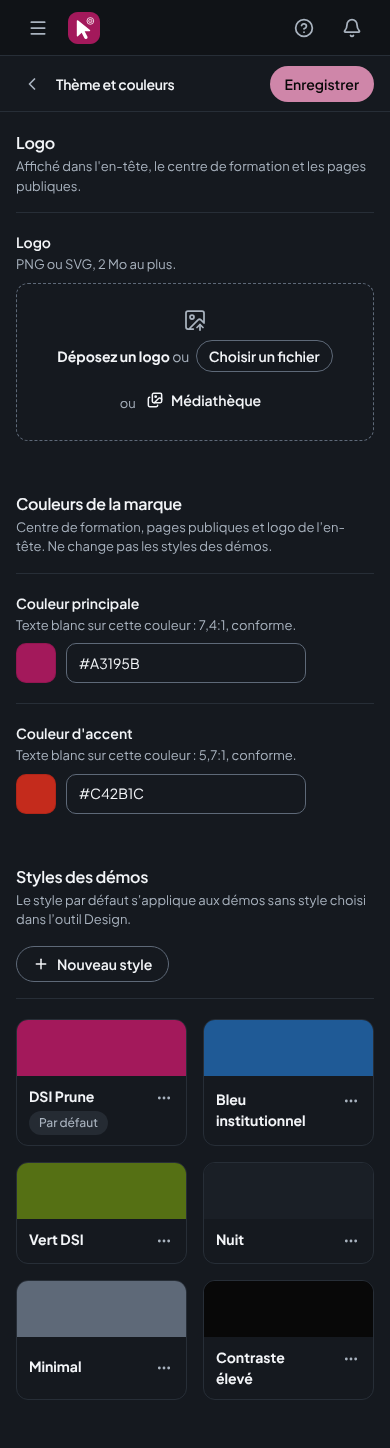 Thème et couleurs
Enregistrer
Logo
Affiché dans l'en-tête, le centre de formation et les pages
publiques.
Logo
PNG ou SVG, 2 Mo au plus.
Déposez un logo ou Choisir un fichier
ou Médiathèque
Couleurs de la marque
Centre de formation, pages publiques et logo de l'en-
tête. Ne change pas les styles des démos.
Couleur principale
Texte blanc sur cette couleur : 7,4:1, conforme.
#A3195B
Couleur d'accent
Texte blanc sur cette couleur : 5,7:1, conforme.
#C42B1C
Styles des démos
Le style par défaut s'applique aux démos sans style choisi
dans l'outil Design.
Nouveau style
DSI Prune
Par défaut
Bleu
institutionnel
Vert DSI
Nuit
Minimal
Contraste
élevé